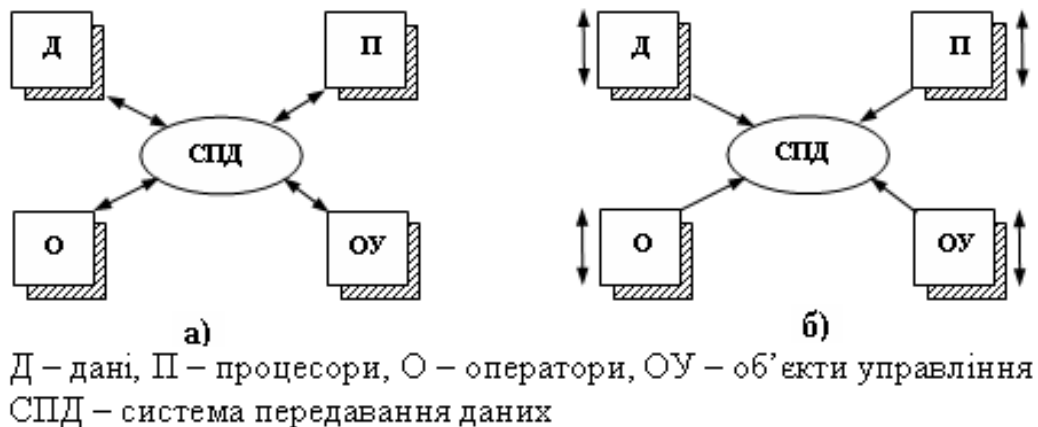 Д П Д П
СПД СПД
О ОУ О ОУ
а) б)
Д – дані, П – процесори, О – оператори, ОУ – об’єкти управління
СПД – система передавання даних